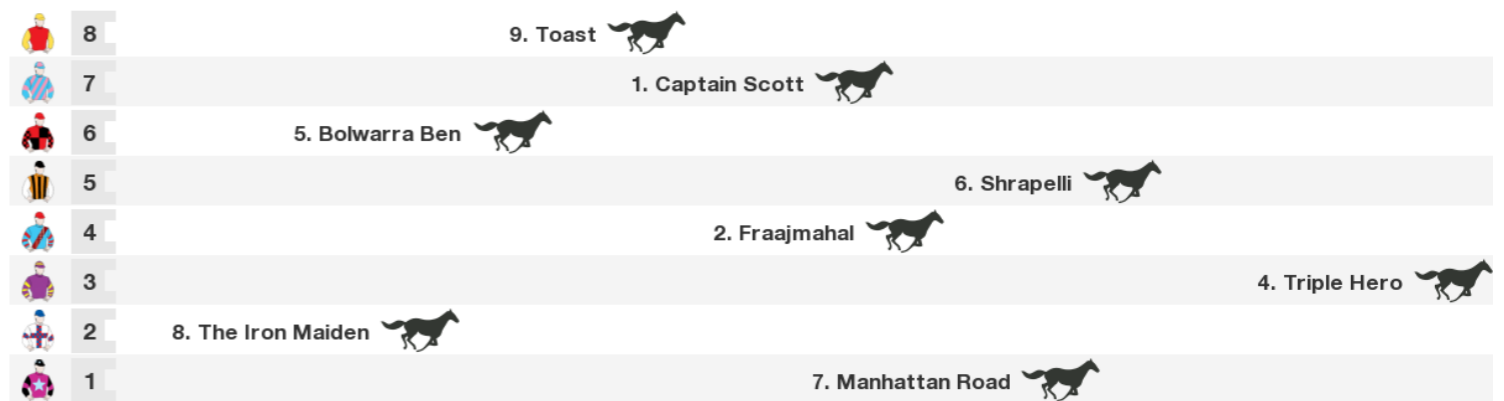 8 9. Toast
7 1. Captain Scott
6 5. Bolwarra Ben
5 6. Shrapelli
4 2. Fraajmahal
3 4. Triple Hero
2 8. The Iron Maiden
1 7. Manhattan Road